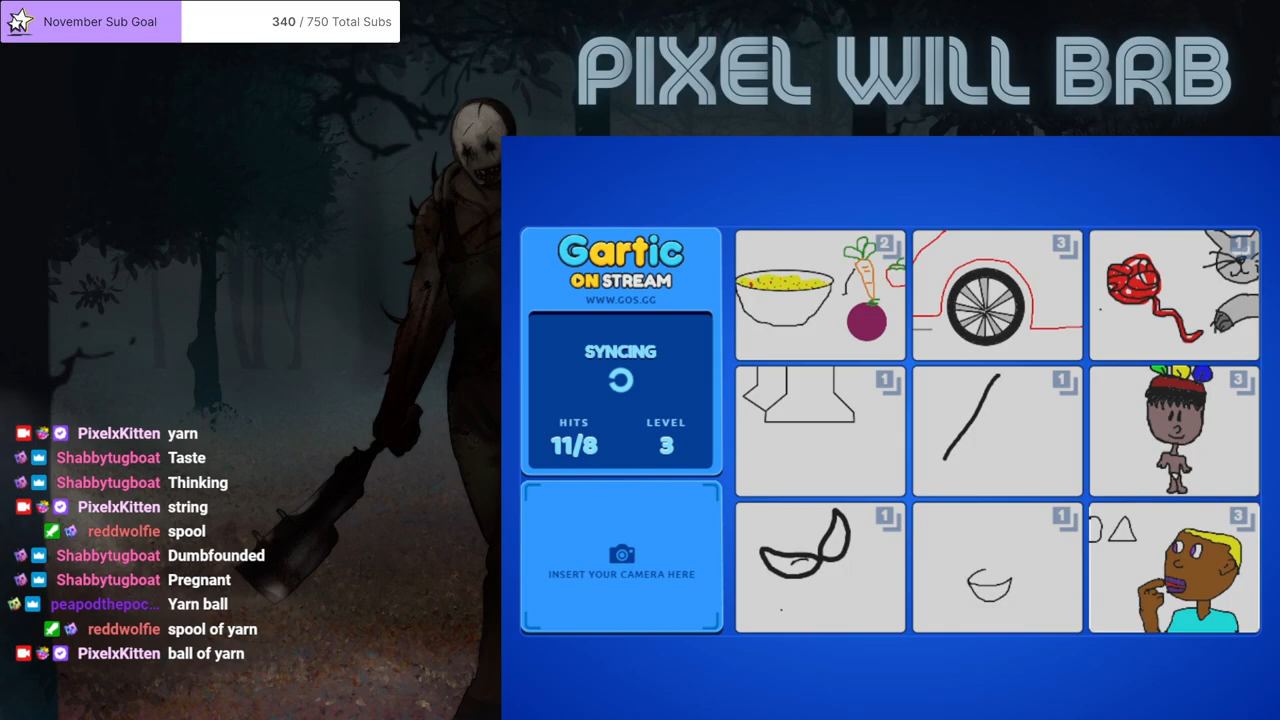 November Sub Goal
340 / 750 Total Subs
PIXEL WILL BRB
Gartic
ON STREAM
WWW.GOS.GG
SYNCING
HITS
11/8
LEVEL
3
INSERT YOUR CAMERA HERE
2
3
1
1
1
3
1
1
3
PixelxKitten yarn
Shabbytugboat Taste
Shabbytugboat Thinking
PixelxKitten string
reddwolfie spool
Shabbytugboat Dumbfounded
Shabbytugboat Pregnant
peapodthepoc... Yarn ball
reddwolfie spool of yarn
PixelxKitten ball of yarn